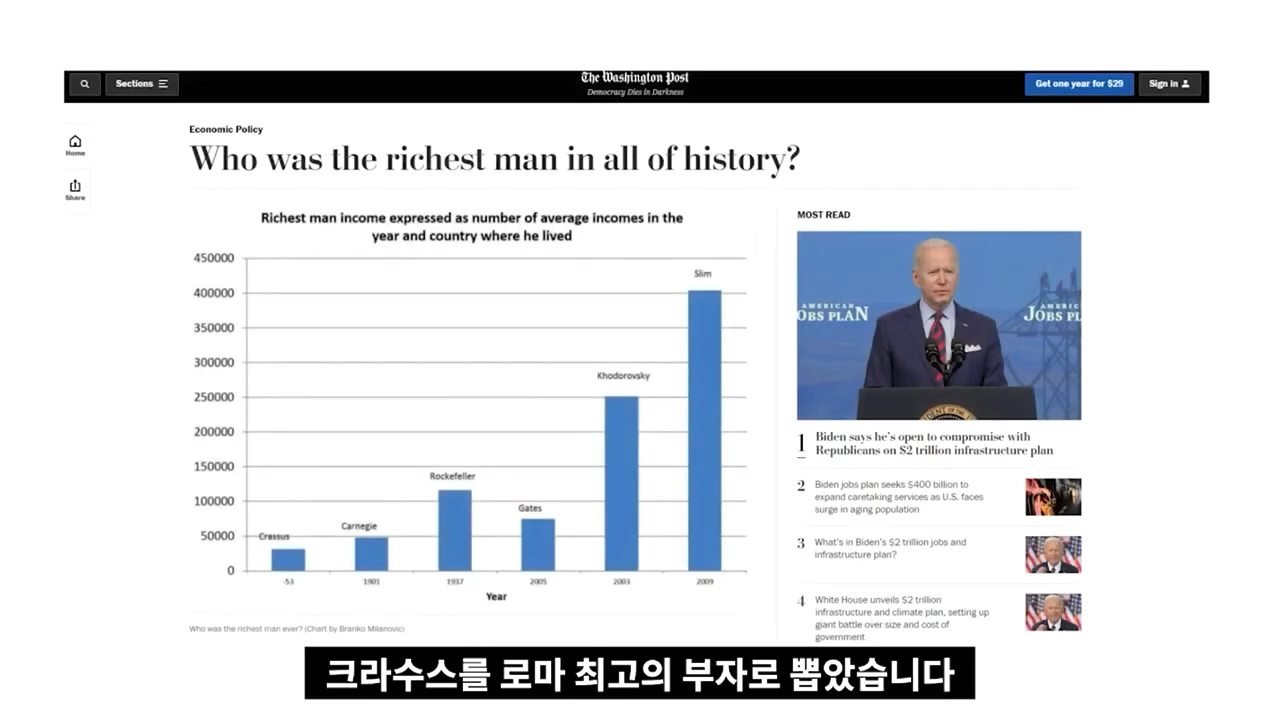 Sections
The Washington Post
Democracy Dies in Darkness
Get one year for $29
Sign in
Home
Share
Economic Policy
Who was the richest man in all of history?
Richest man income expressed as number of average incomes in the
year and country where he lived
450000
400000
350000
300000
250000
200000
150000
100000
50000
0
Crassus
Carnegie
Rockefeller
Gates
Khodorovsky
Slim
-53
1901
1937
2005
2003
2009
Year
Who was the richest man ever? (Chart by Branko Milanovic)
MOST READ
AMERICAN
JOBS PLAN
AMERIC
JOBS PL
1
Biden says he's open to compromise with
Republicans on $2 trillion infrastructure plan
2
Biden jobs plan seeks $400 billion to
expand caretaking services as U.S. faces
surge in aging population
3
What's in Biden's $2 trillion jobs and
infrastructure plan?
4
White House unveils $2 trillion
infrastructure and climate plan, setting up
giant battle over size and cost of
government
크라수스를 로마 최고의 부자로 뽑았습니다